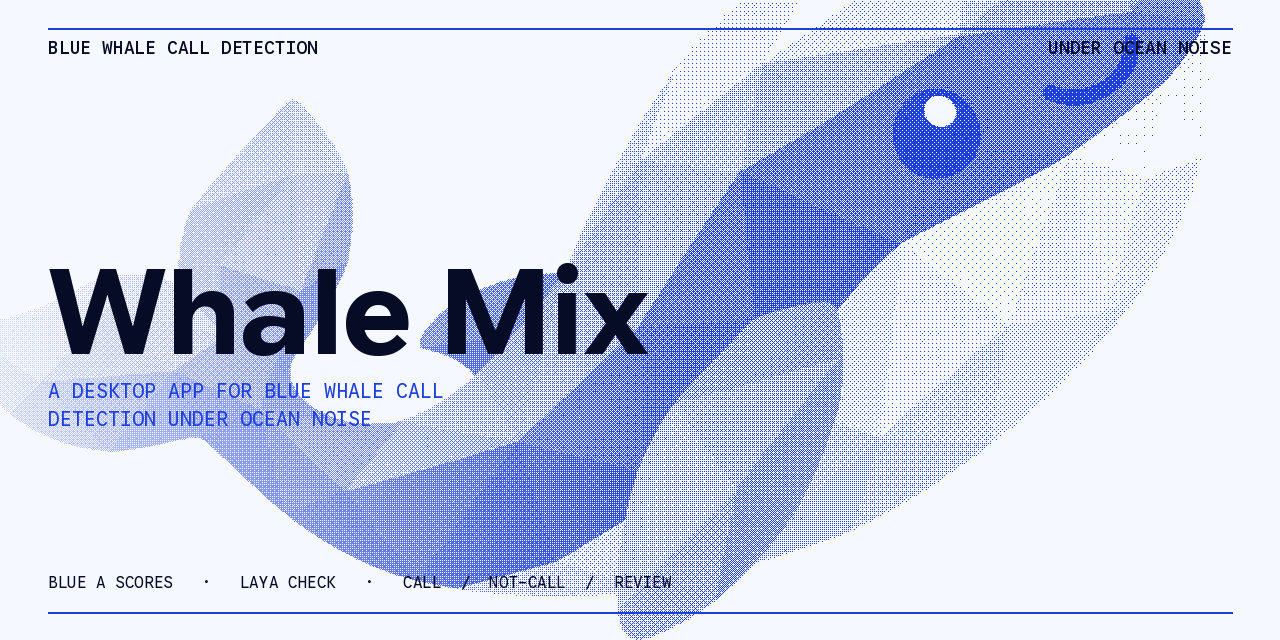 BLUE WHALE CALL DETECTION
UNDER OCEAN NOISE
Whale Mix
A DESKTOP APP FOR BLUE WHALE CALL
DETECTION UNDER OCEAN NOISE
BLUE A SCORES · LAYA CHECK · CALL / NOT-CALL / REVIEW